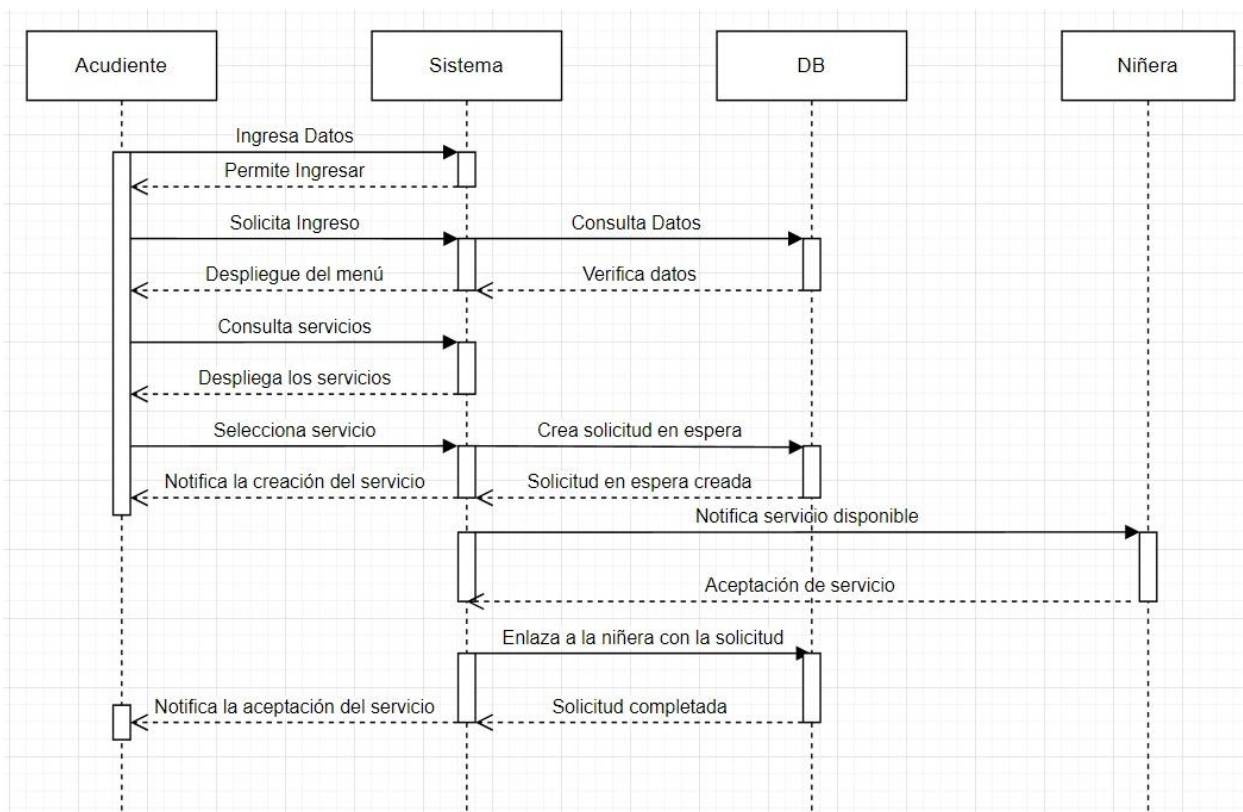 Acudiente
Sistema
DB
Niñera
Ingresa Datos
Permite Ingresar
Solicita Ingreso
Consulta Datos
Despliegue del menú
Verifica datos
Consulta servicios
Despliega los servicios
Selecciona servicio
Crea solicitud en espera
Notifica la creación del servicio
Solicitud en espera creada
Notifica servicio disponible
Aceptación de servicio
Enlaza a la niñera con la solicitud
Notifica la aceptación del servicio
Solicitud completada